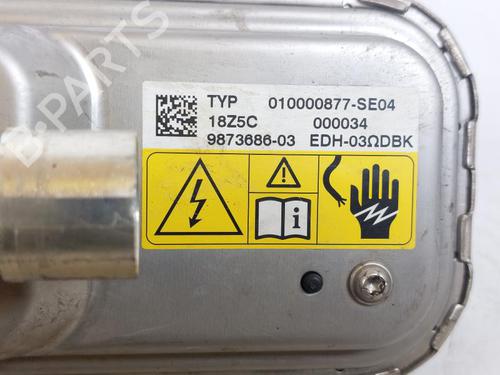 B-PARTS
TYP 010000877-SE04
18Z5C 000034
9873686-03 EDH-03ΩDBK